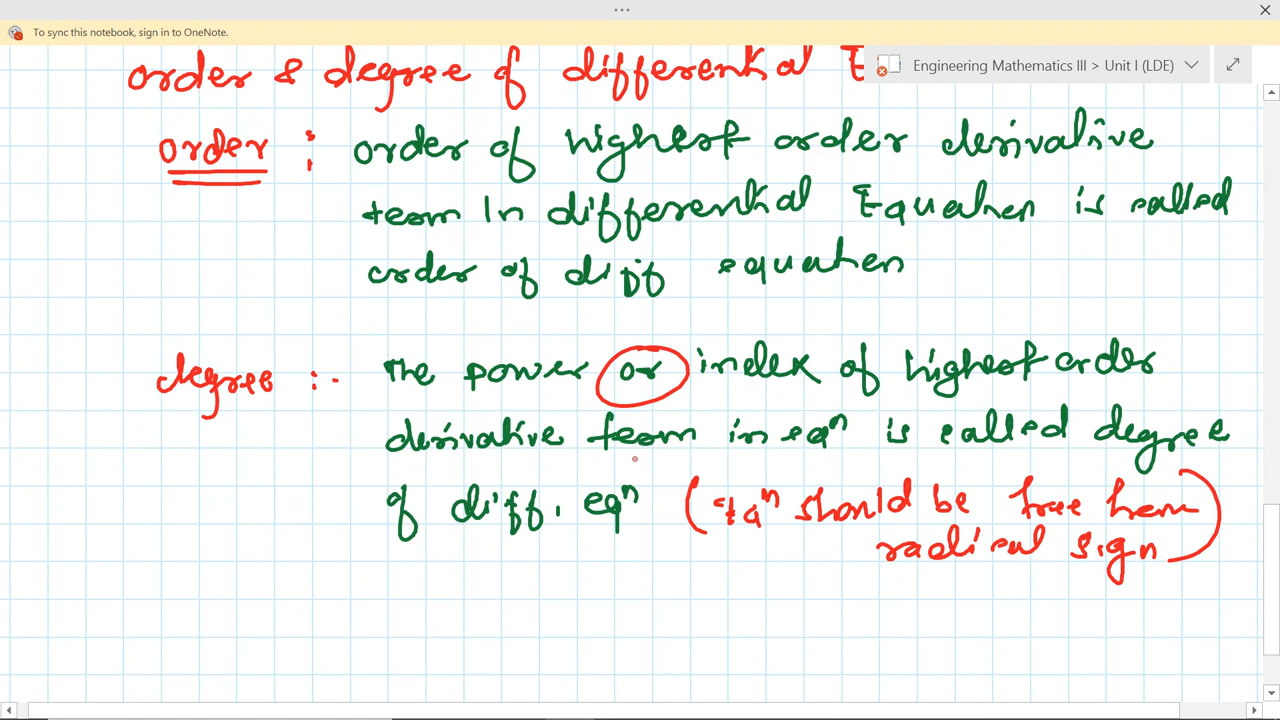 To sync this notebook, sign in to OneNote.
order & degree of differential E
Engineering Mathematics III > Unit I (LDE)
order : order of highest order derivative
team in differential Equation is called
order of diff equation
degree :- The power or index of highest order
derivative team in eqⁿ is called degree
of diff. eqⁿ (Eqⁿ should be free from
radical sign)